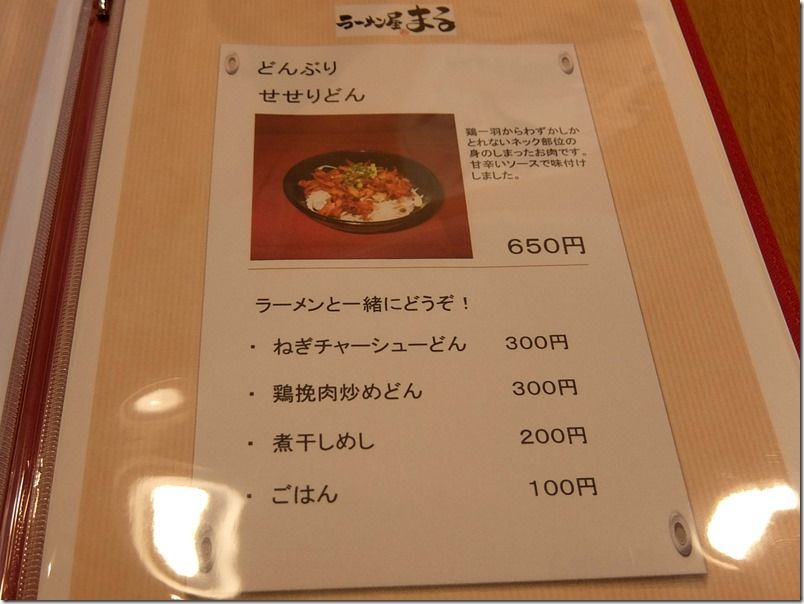 ラーメン屋まる
どんぶり
せせりどん
鶏一羽からわずかしか
とれないネック部位の
身のしまったお肉です。
甘辛いソースで味付け
しました。
650円
ラーメンと一緒にどうぞ！
・ ねぎチャーシューどん 300円
・ 鶏挽肉炒めどん 300円
・ 煮干しめし 200円
・ ごはん 100円